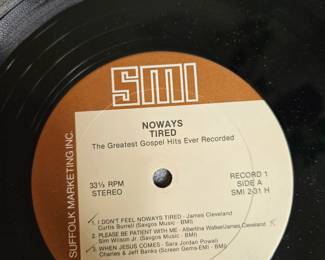 SMI
NOWAYS
TIRED
The Greatest Gospel Hits Ever Recorded
33⅓ RPM
STEREO
RECORD 1
SIDE A
SMI 2-31 H
1. I DON'T FEEL NOWAYS TIRED - James Cleveland
Curtis Burrell (Savgos Music - BMI)
2. PLEASE BE PATIENT WITH ME - Albertina Walker/James Cleveland
Sim Wilson Jr. (Savgos Music - BMI)
3. WHEN JESUS COMES - Sara Jordan Powell
Charles & Jeff Banks (Screen Gems-EMI - BMI)
SUFFOLK MARKETING INC.